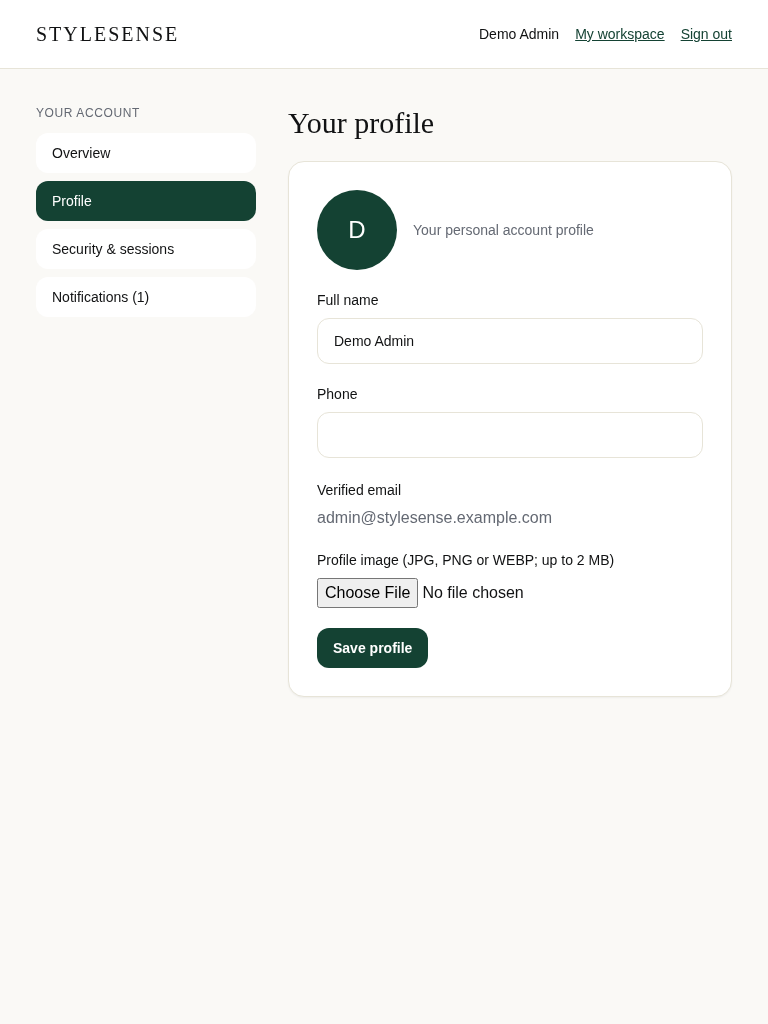 STYLESENSE
Demo Admin My workspace Sign out
YOUR ACCOUNT
Overview
Profile
Security & sessions
Notifications (1)
Your profile
D
Your personal account profile
Full name
Demo Admin
Phone
Verified email
admin@stylesense.example.com
Profile image (JPG, PNG or WEBP; up to 2 MB)
Choose File No file chosen
Save profile